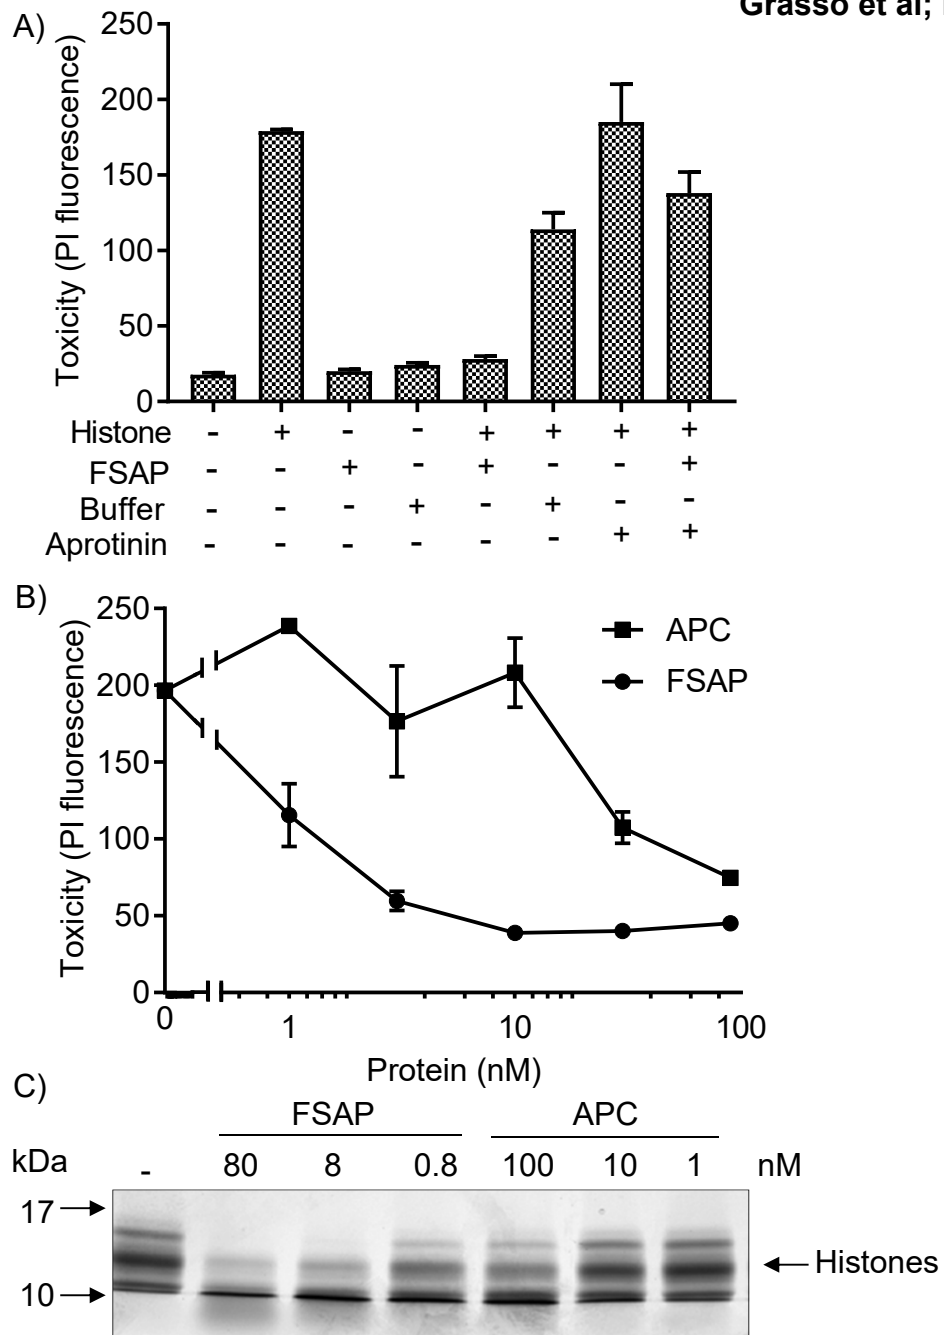 Grasso et al;
A)
Toxicity (PI fluorescence)
250
200
150
100
50
0
Histone - + - - + + + +
FSAP - - + - + - - +
Buffer - - - + - + - -
Aprotinin - - - - - - + +
B)
Toxicity (PI fluorescence)
250
200
150
100
50
0
APC
FSAP
0 1 10 100
Protein (nM)
C)
FSAP APC
kDa - 80 8 0.8 100 10 1 nM
17
Histones
10